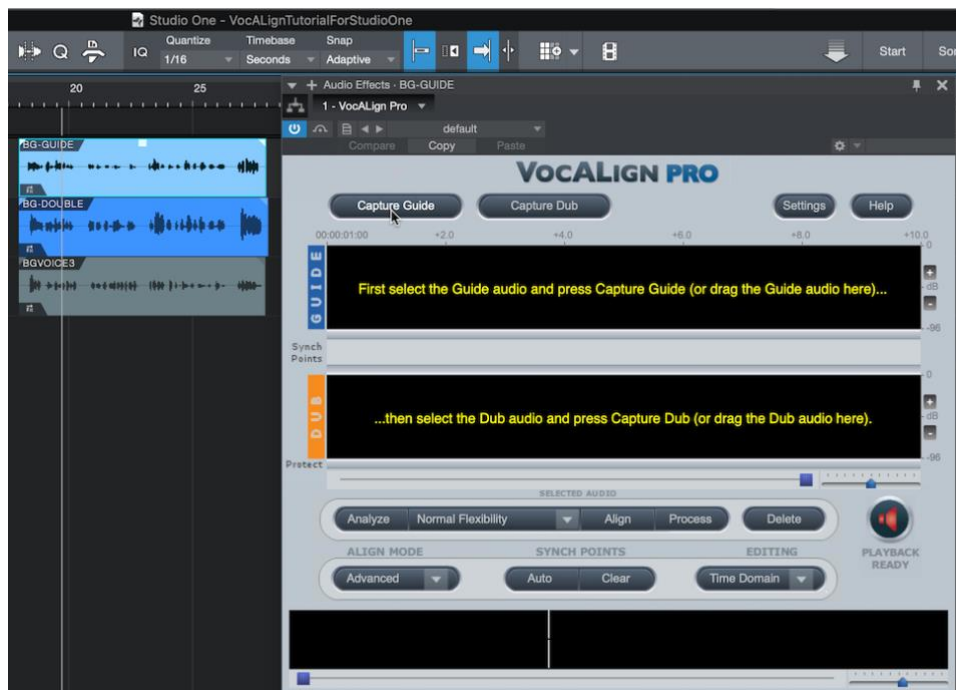 Studio One - VocALignTutorialForStudioOne
Q IQ Quantize Timebase Snap
1/16 Seconds Adaptive
Start
20 25
Audio Effects - BG-GUIDE
1 - VocALign Pro
default
Compare Copy Paste
BG-GUIDE
BG-DOUBLE
BGVOICE3
VOCALIGN PRO
Capture Guide Capture Dub Settings Help
00:00:01:00 +2.0 +4.0 +6.0 +8.0 +10.0
GUIDE
First select the Guide audio and press Capture Guide (or drag the Guide audio here)...
0
+
dB
-
-96
Synch
Points
DUB
...then select the Dub audio and press Capture Dub (or drag the Dub audio here).
0
+
dB
-
-96
Protect
SELECTED AUDIO
Analyze Normal Flexibility Align Process Delete
ALIGN MODE SYNCH POINTS EDITING
PLAYBACK
READY
Advanced Auto Clear Time Domain